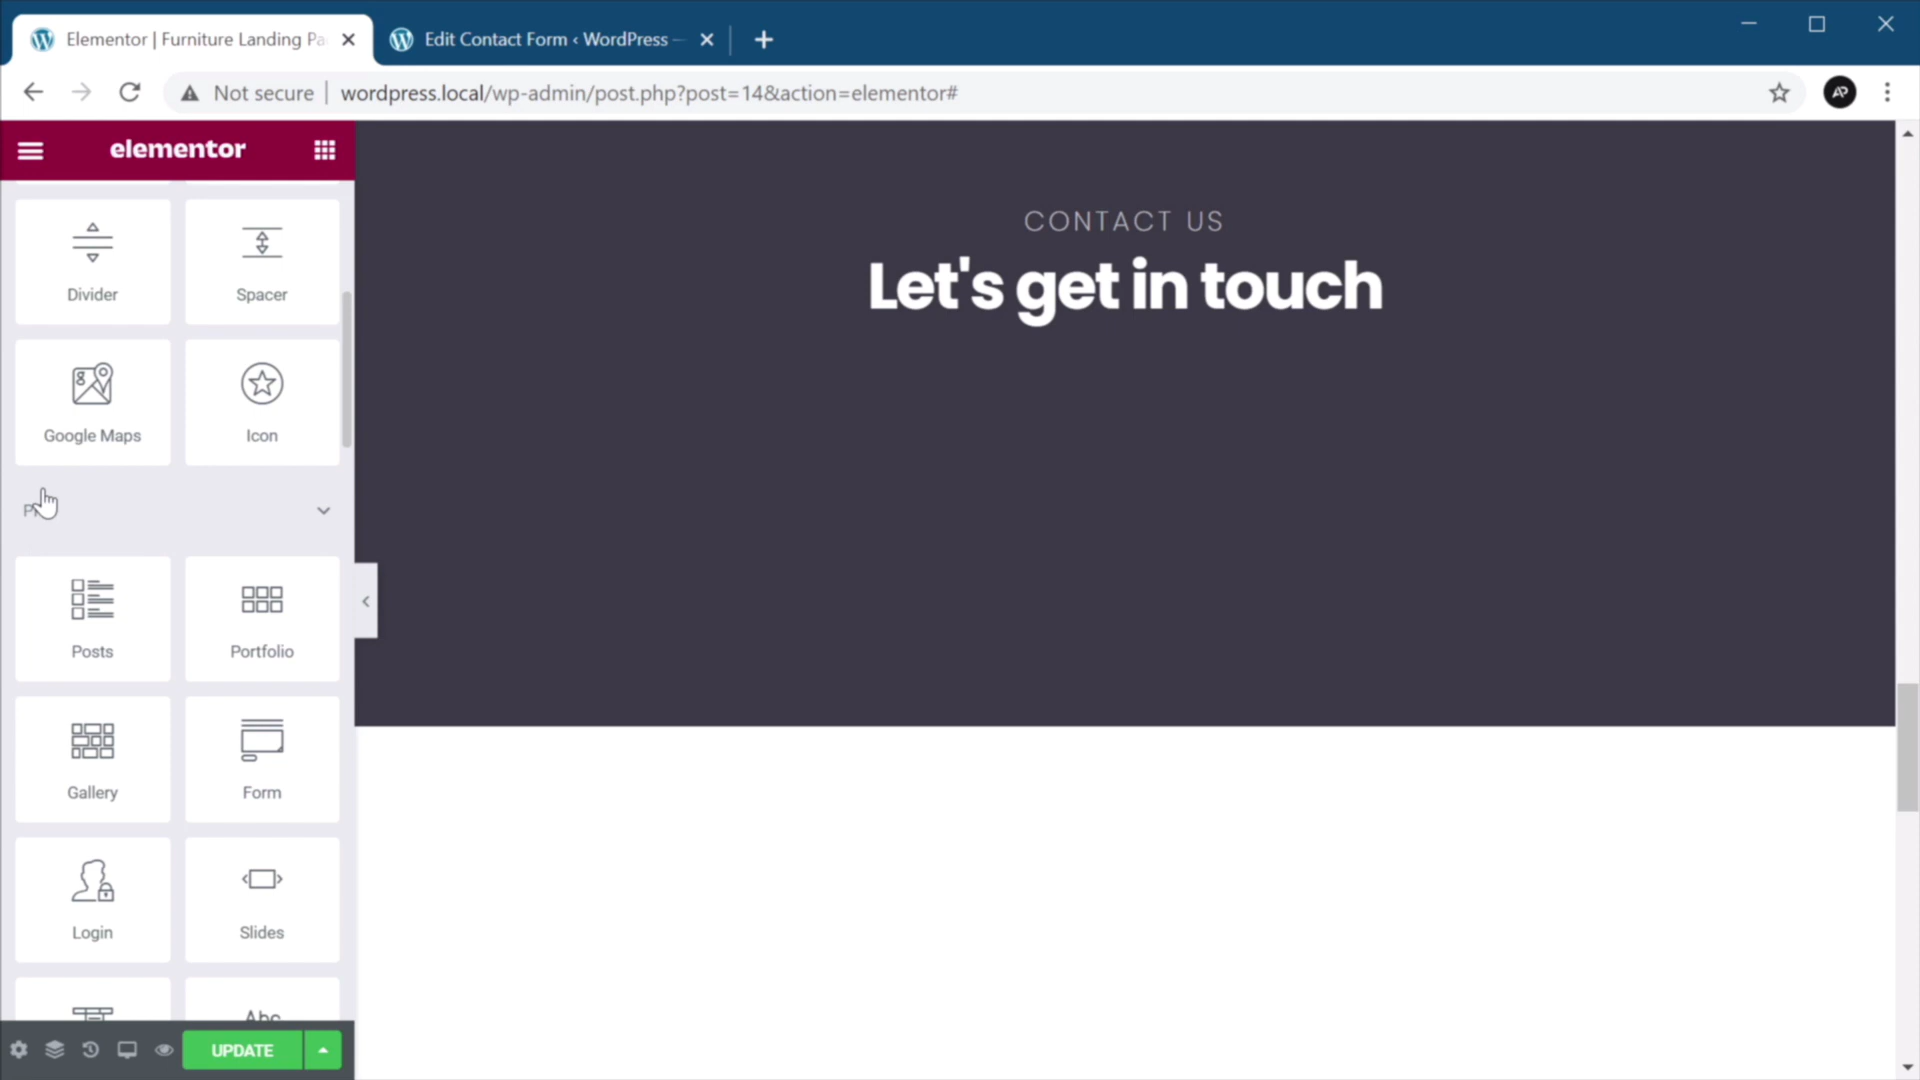 Elementor | Furniture Landing Pa
Edit Contact Form ‹ WordPress —
Not secure
wordpress.local/wp-admin/post.php?post=14&action=elementor#
AP
elementor
Divider
Spacer
Google Maps
Icon
Posts
Portfolio
Gallery
Form
Login
Slides
Abc
UPDATE
CONTACT US
Let's get in touch